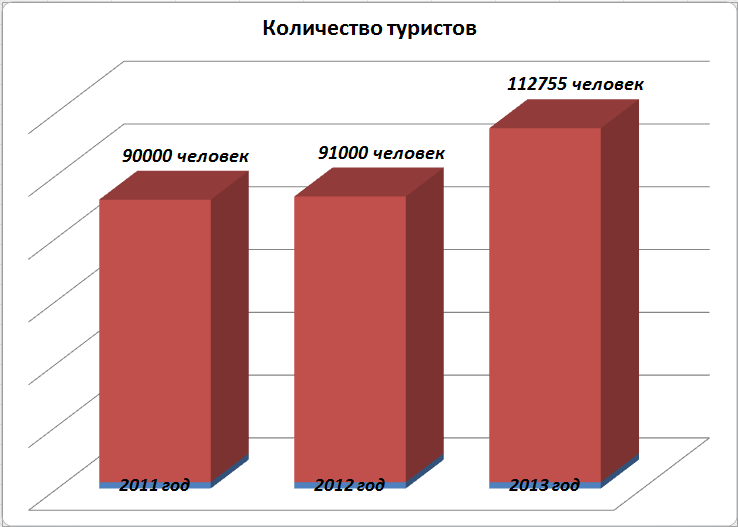 Количество туристов
112755 человек
90000 человек
91000 человек
2011 год
2012 год
2013 год